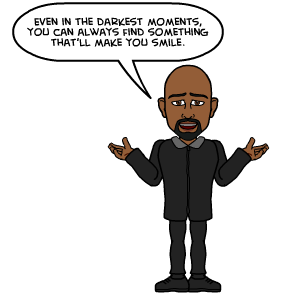 EVEN IN THE DARKEST MOMENTS,
YOU CAN ALWAYS FIND SOMETHING
THAT'LL MAKE YOU SMILE.